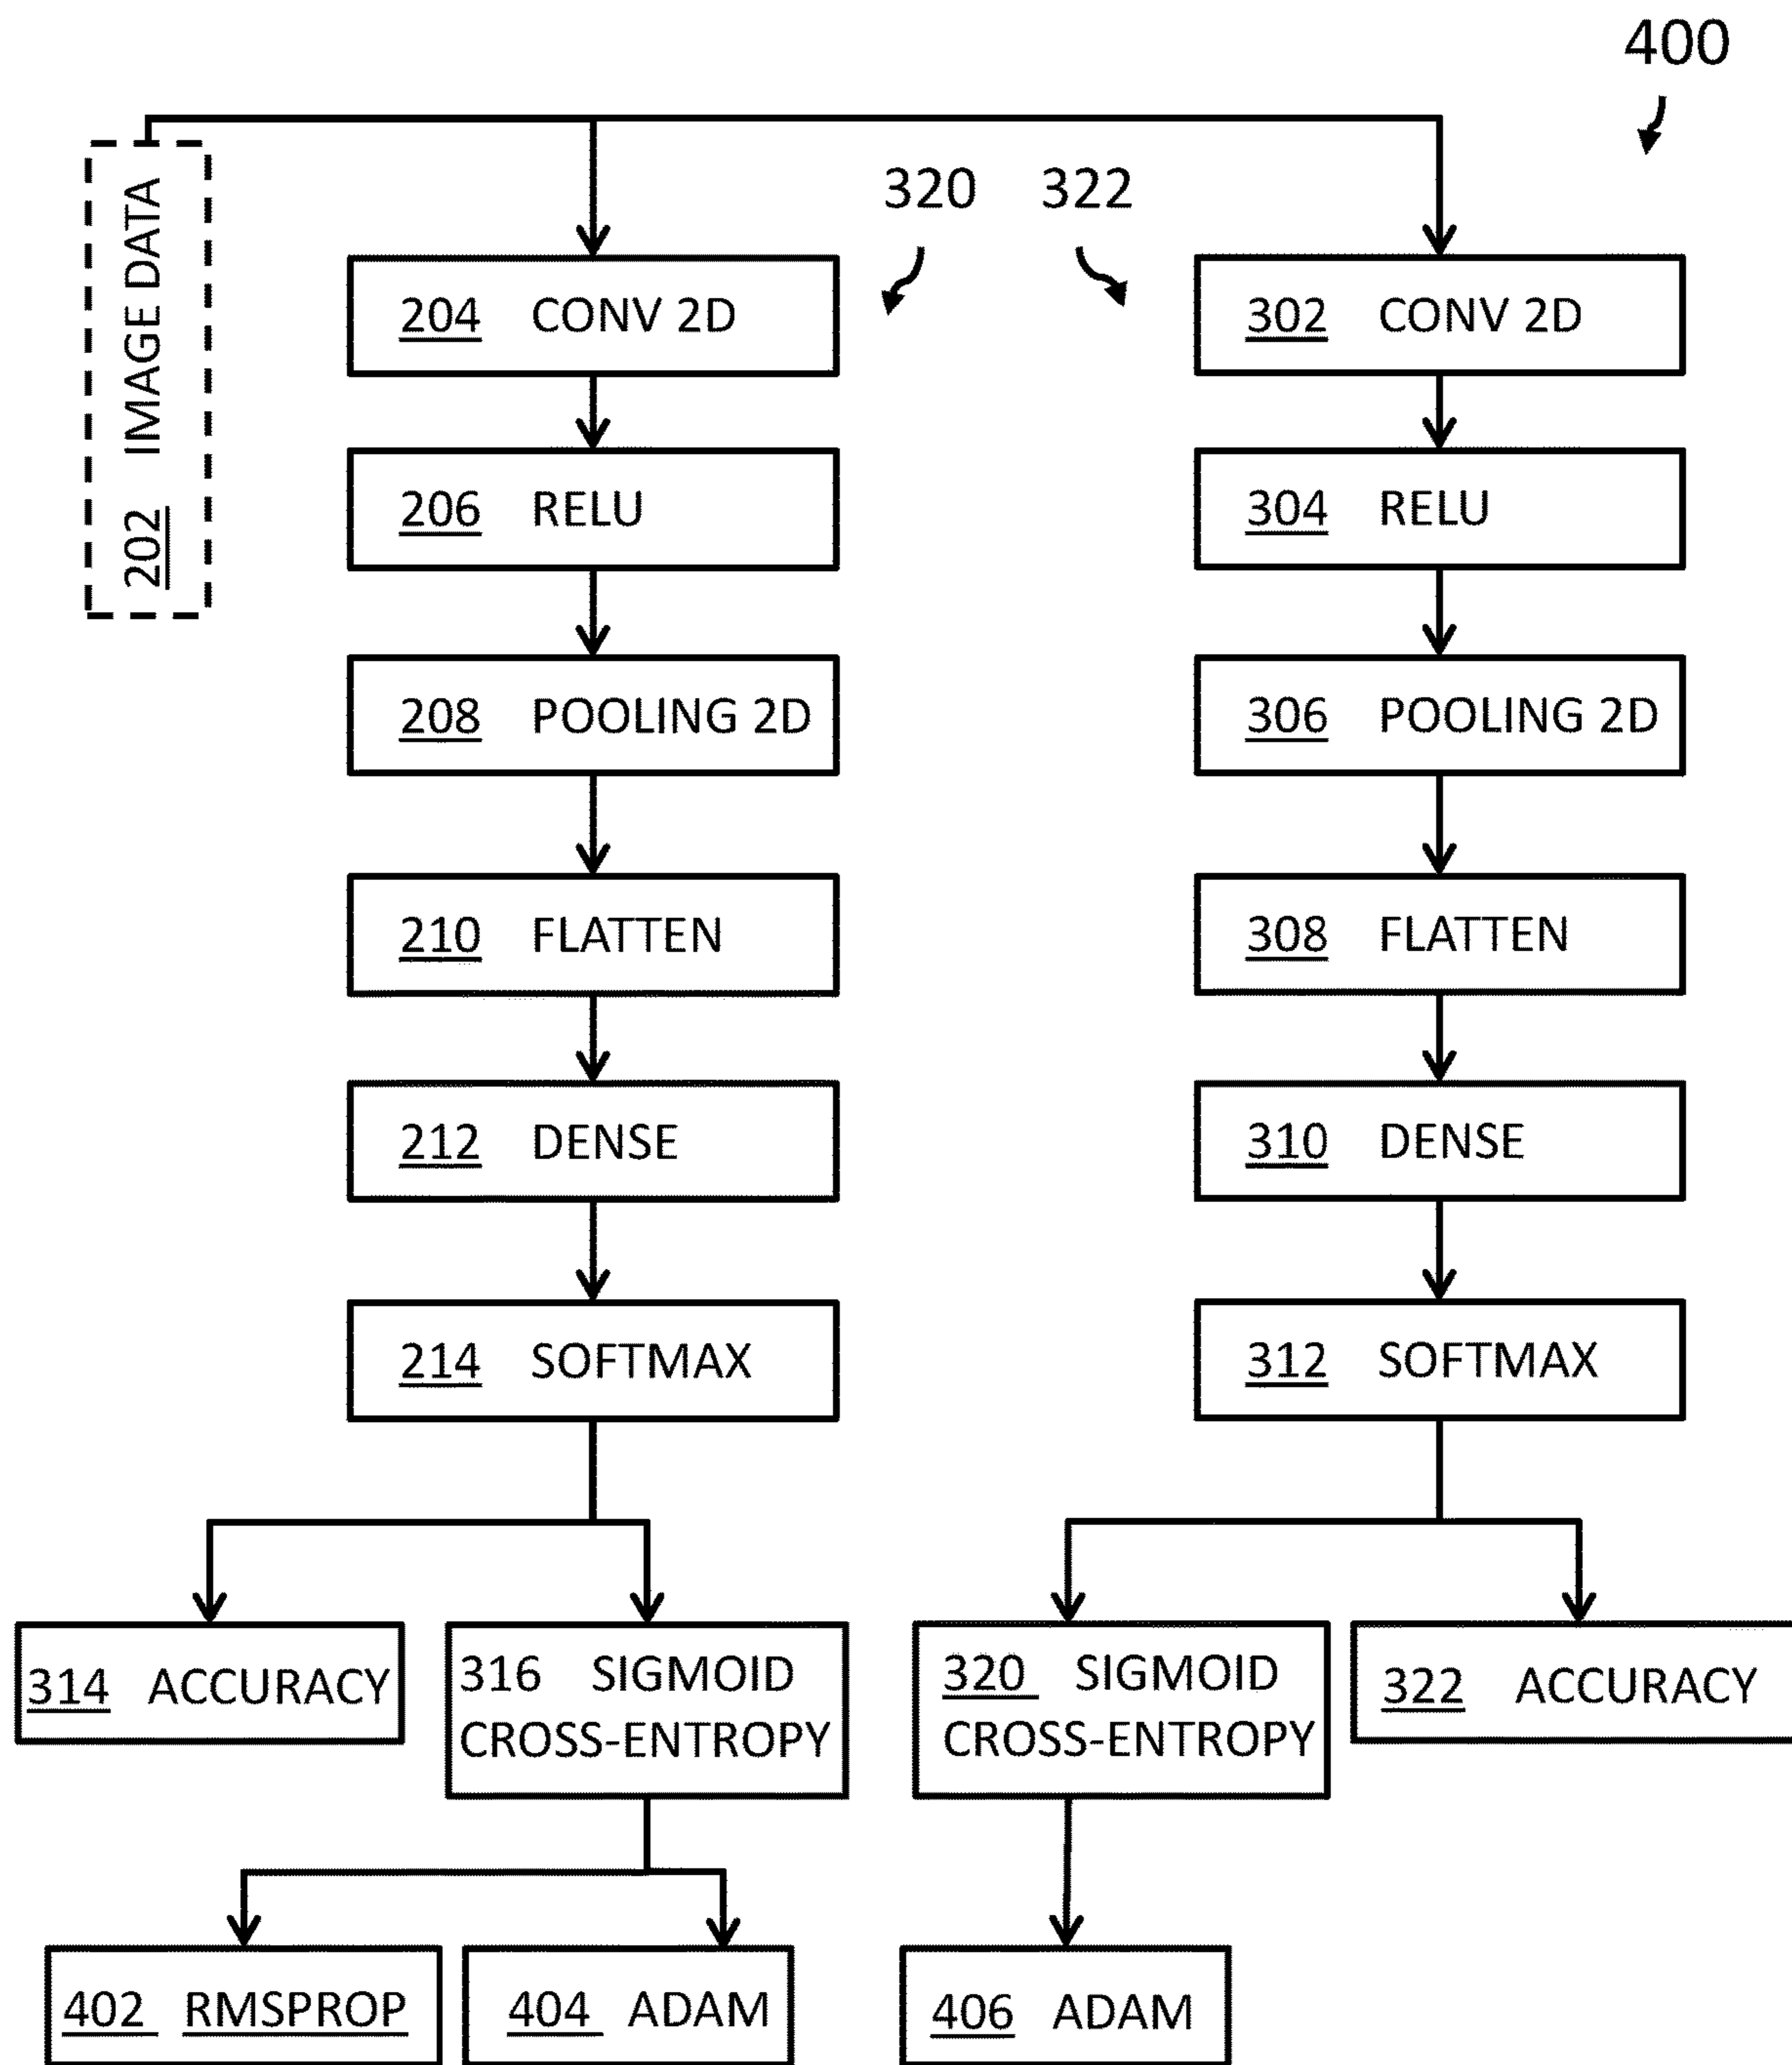 400
202 IMAGE DATA
320
322
204 CONV 2D
302 CONV 2D
206 RELU
304 RELU
208 POOLING 2D
306 POOLING 2D
210 FLATTEN
308 FLATTEN
212 DENSE
310 DENSE
214 SOFTMAX
312 SOFTMAX
314 ACCURACY
316 SIGMOID
CROSS-ENTROPY
320 SIGMOID
CROSS-ENTROPY
322 ACCURACY
402 RMSPROP
404 ADAM
406 ADAM